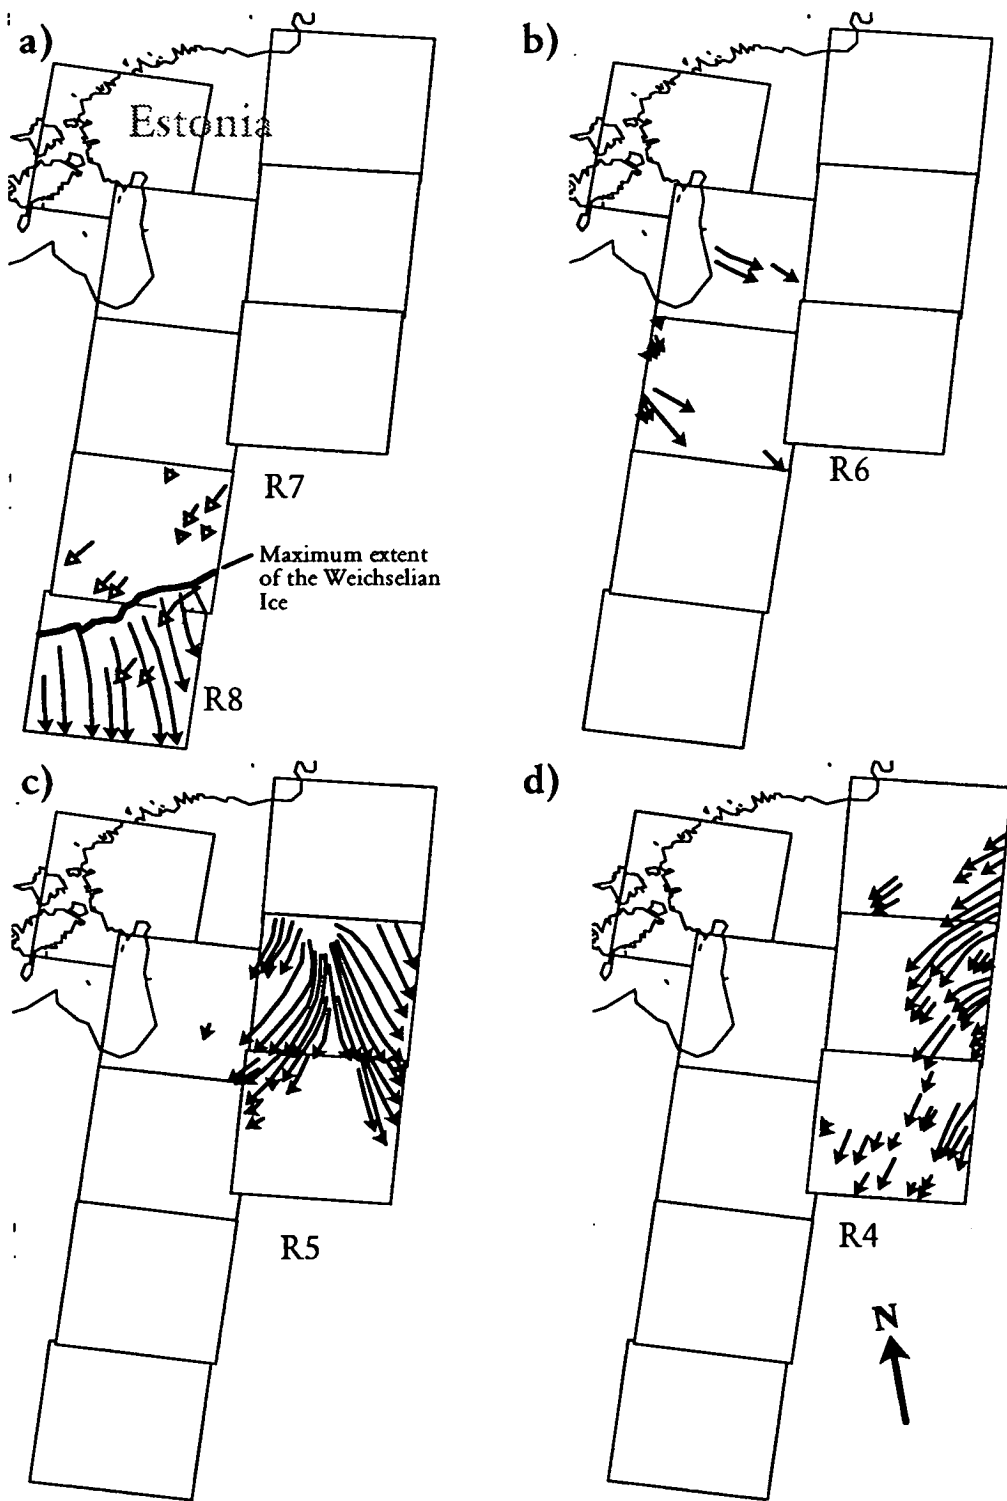 a)
Estonia
R7
Maximum extent
of the Weichselian
Ice
R8
b)
R6
c)
R5
d)
R4
N